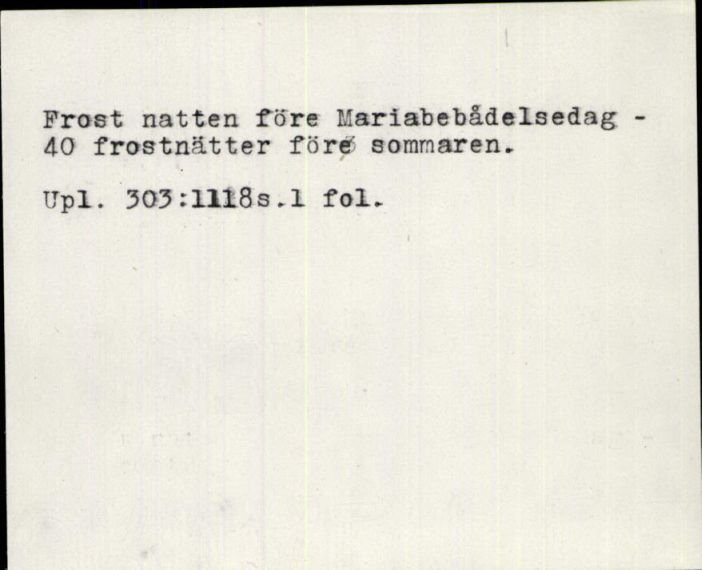 Frost natten före Mariabebådelsedag -
40 frostnätter före sommaren.
Upl. 303:1118s.1 fol.